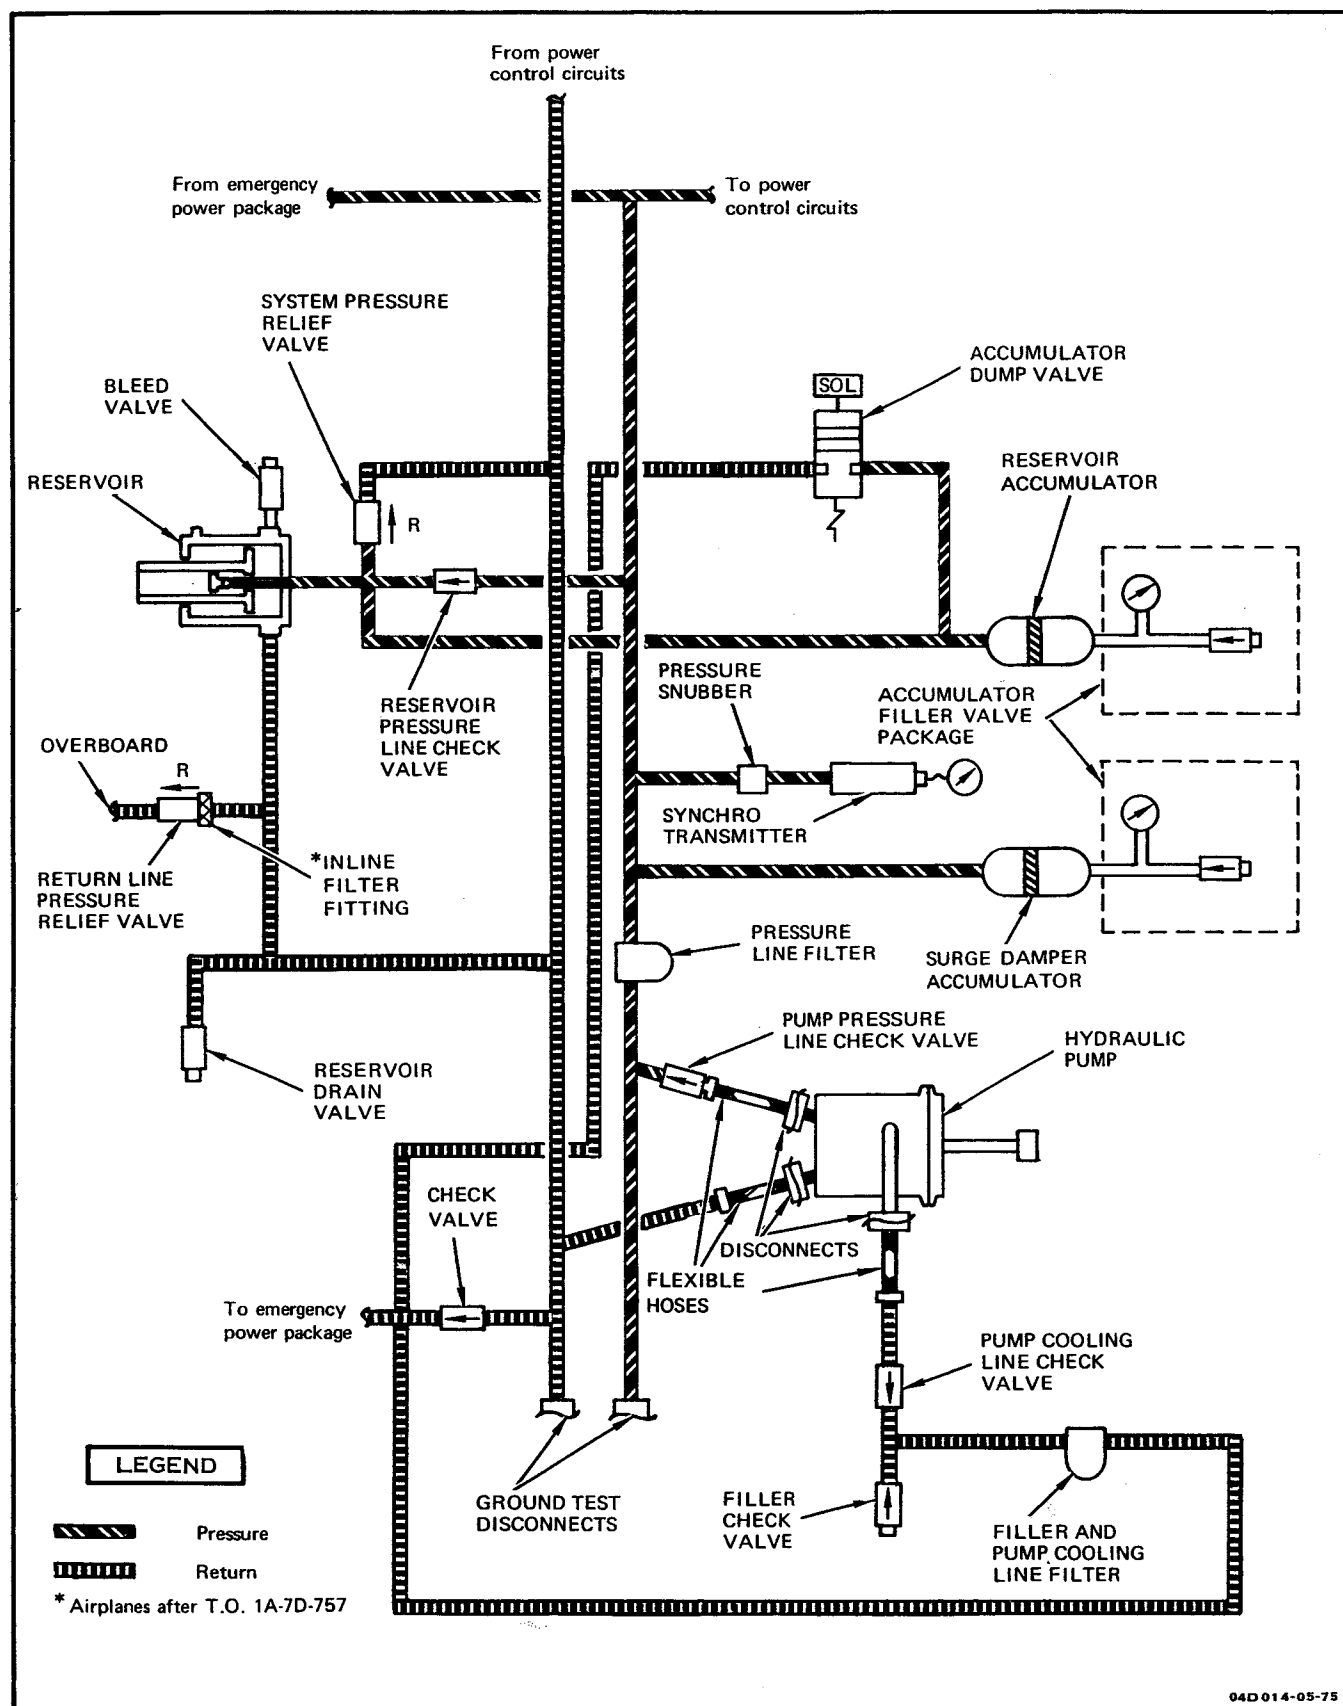 From power
control circuits
From emergency
power package
To power
control circuits
SYSTEM PRESSURE
RELIEF
VALVE
ACCUMULATOR
DUMP VALVE
SOL
BLEED
VALVE
RESERVOIR
ACCUMULATOR
RESERVOIR
R
PRESSURE
SNUBBER
ACCUMULATOR
FILLER VALVE
PACKAGE
RESERVOIR
PRESSURE
LINE CHECK
VALVE
OVERBOARD
R
SYNCHRO
TRANSMITTER
*INLINE
FILTER
FITTING
RETURN LINE
PRESSURE
RELIEF VALVE
PRESSURE
LINE FILTER
SURGE DAMPER
ACCUMULATOR
PUMP PRESSURE
LINE CHECK VALVE
HYDRAULIC
PUMP
RESERVOIR
DRAIN
VALVE
CHECK
VALVE
DISCONNECTS
FLEXIBLE
HOSES
To emergency
power package
PUMP COOLING
LINE CHECK
VALVE
LEGEND
GROUND TEST
DISCONNECTS
FILLER
CHECK
VALVE
FILLER AND
PUMP COOLING
LINE FILTER
Pressure
Return
* Airplanes after T.O. 1A-7D-757
04D014-05-75